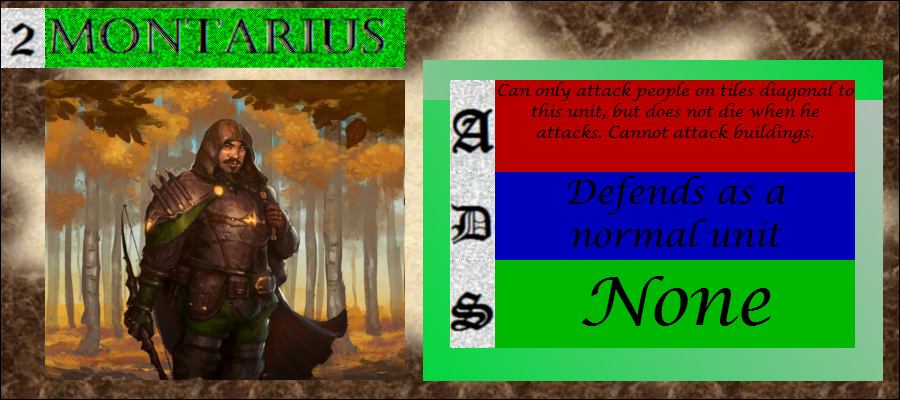 2 MONTARIUS
A
Can only attack people on tiles diagonal to
this unit, but does not die when he
attacks. Cannot attack buildings.
D
Defends as a
normal unit
S
None